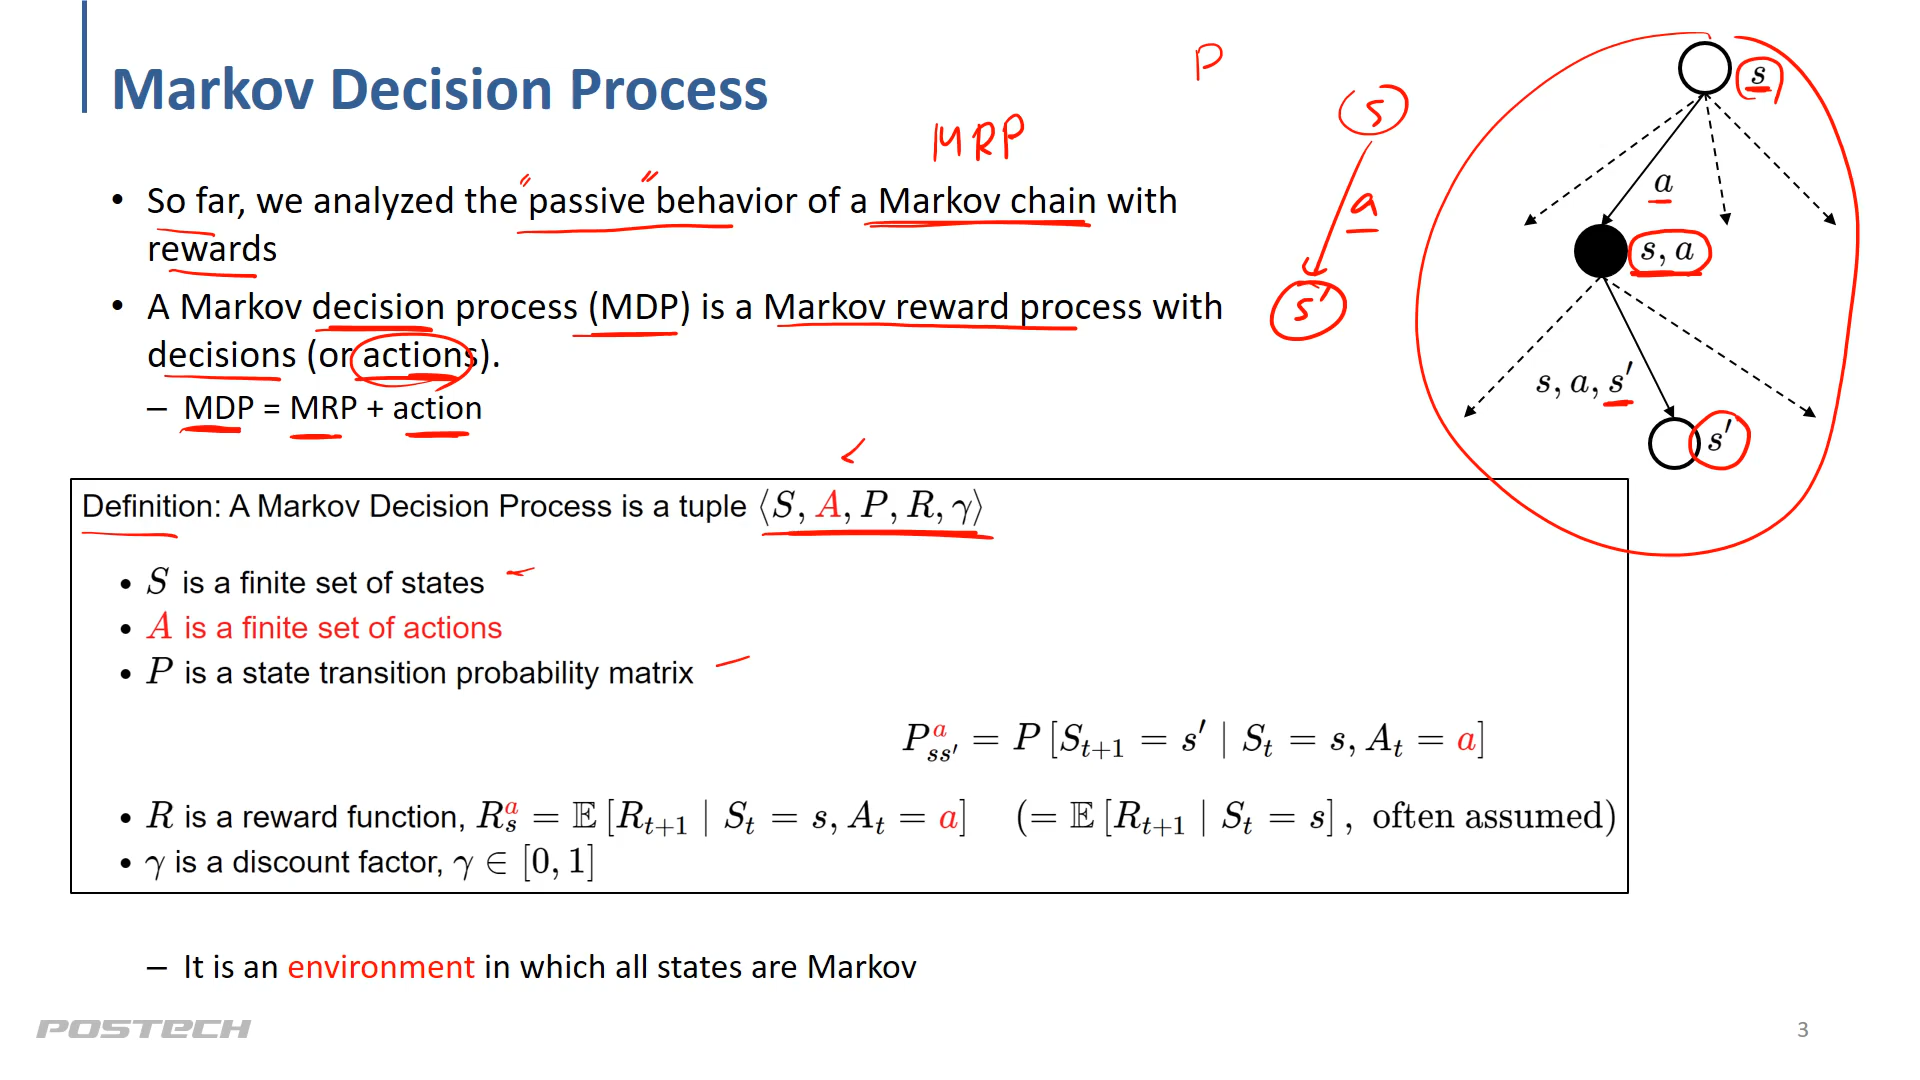 Markov Decision Process
P
MRP
• So far, we analyzed the "passive" behavior of a Markov chain with
rewards
• A Markov decision process (MDP) is a Markov reward process with
decisions (or actions).
– MDP = MRP + action
s
a
s'
s
a
s, a
s, a, s'
s'
Definition: A Markov Decision Process is a tuple ⟨S, A, P, R, γ⟩
• S is a finite set of states
• A is a finite set of actions
• P is a state transition probability matrix
P^a_{ss'} = P [S_{t+1} = s' | S_t = s, A_t = a]
• R is a reward function, R^a_s = 𝔼 [R_{t+1} | S_t = s, A_t = a] (= 𝔼 [R_{t+1} | S_t = s] , often assumed)
• γ is a discount factor, γ ∈ [0, 1]
– It is an environment in which all states are Markov
POSTECH
3